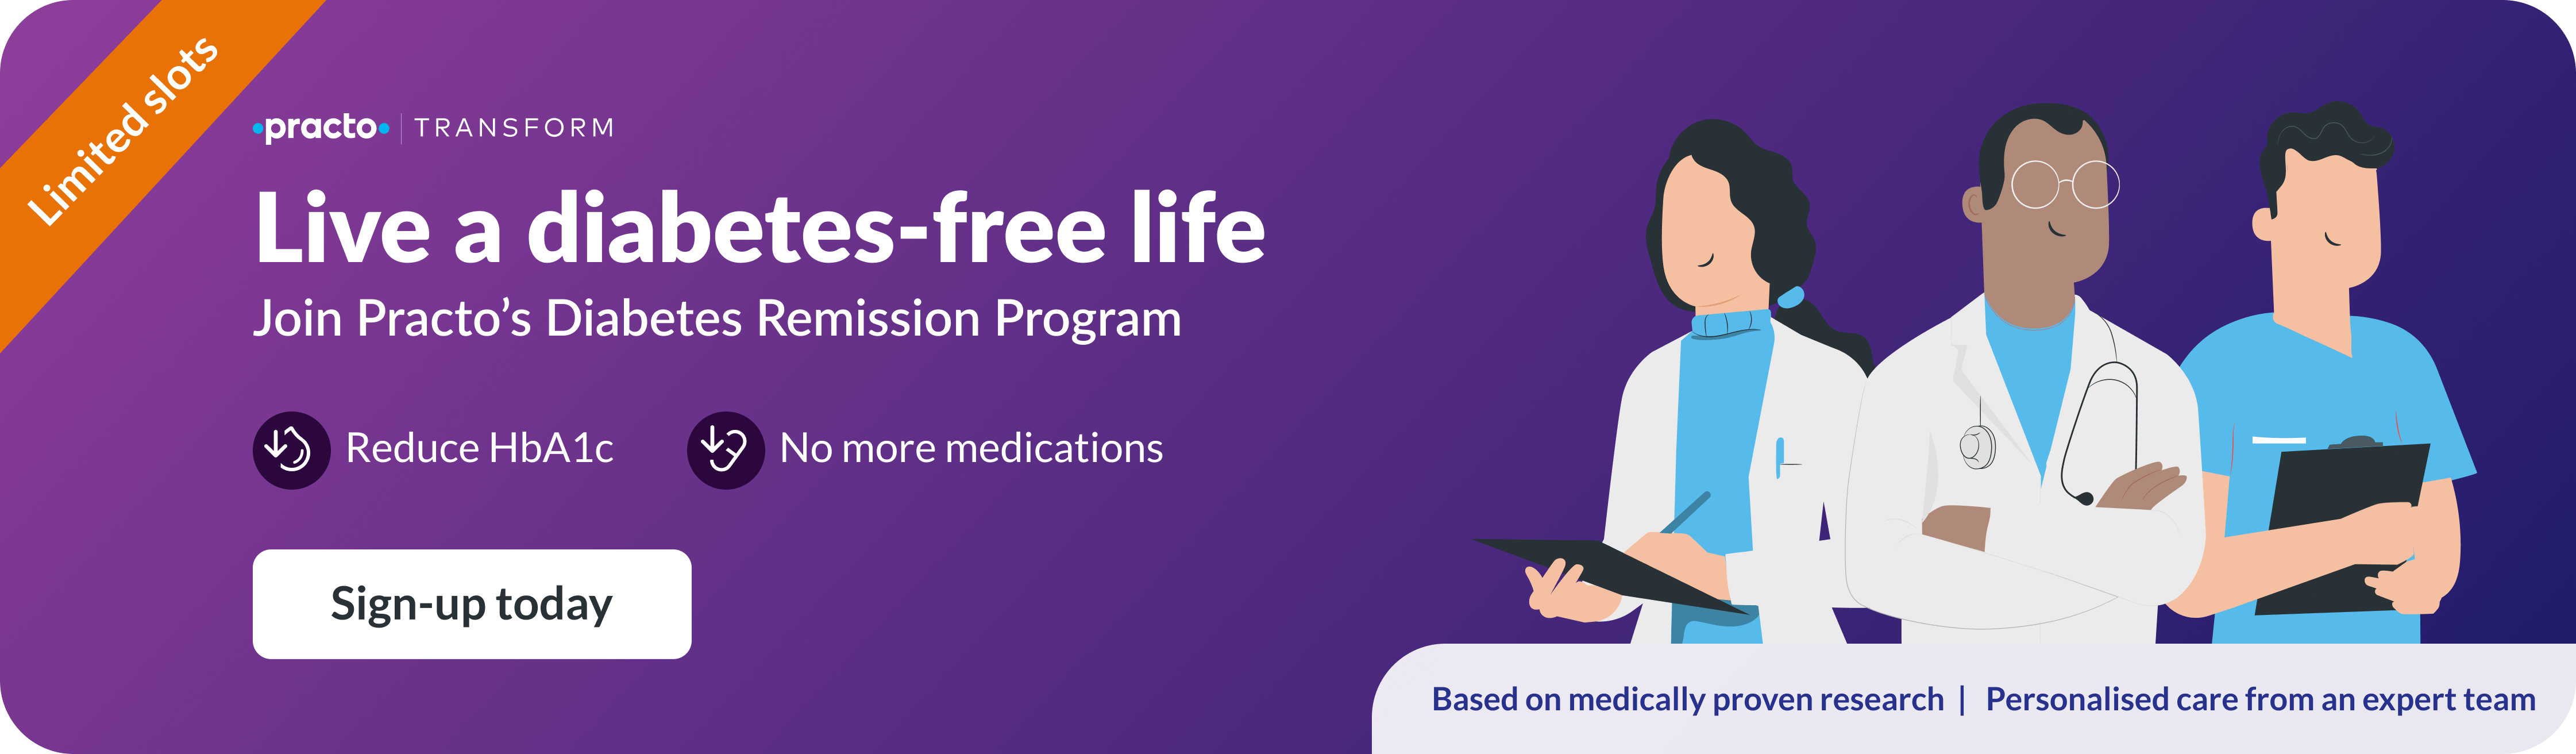 Limited slots
practo | TRANSFORM
Live a diabetes-free life
Join Practo’s Diabetes Remission Program
Reduce HbA1c
No more medications
Sign-up today
Based on medically proven research | Personalised care from an expert team